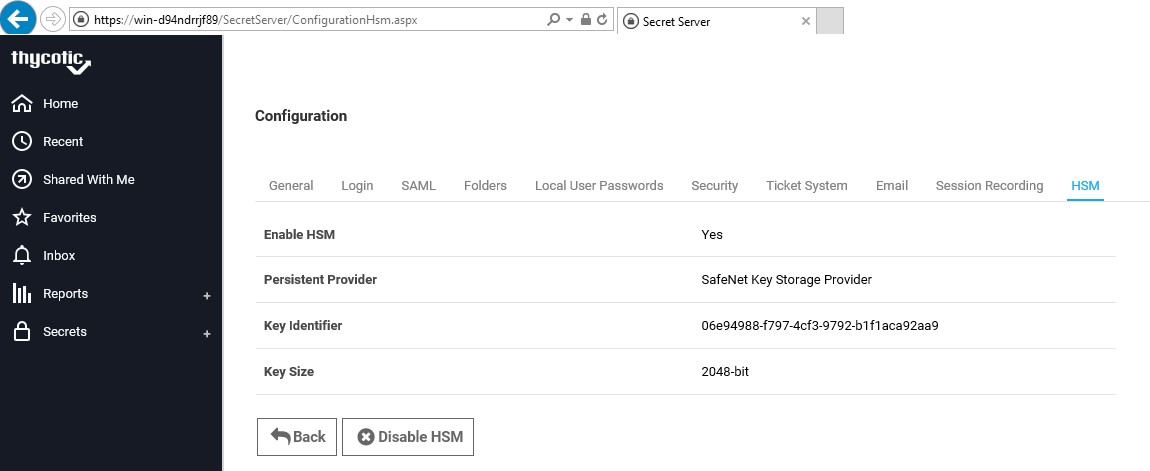 https://win-d94ndrrjf89/SecretServer/ConfigurationHsm.aspx
Secret Server
thycotic
Home
Recent
Shared With Me
Favorites
Inbox
Reports +
Secrets +
Configuration
General Login SAML Folders Local User Passwords Security Ticket System Email Session Recording HSM
Enable HSM Yes
Persistent Provider SafeNet Key Storage Provider
Key Identifier 06e94988-f797-4cf3-9792-b1f1aca92aa9
Key Size 2048-bit
Back Disable HSM